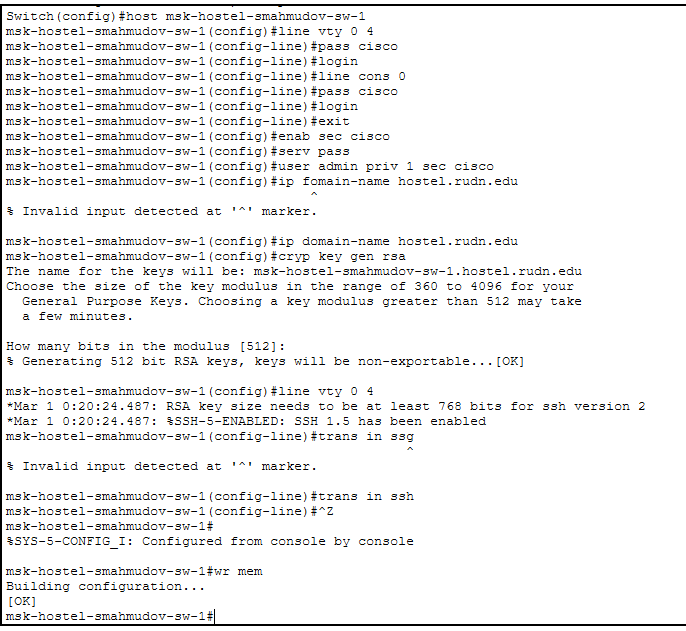 Switch(config)#host msk-hostel-smahmudov-sw-1
msk-hostel-smahmudov-sw-1(config)#line vty 0 4
msk-hostel-smahmudov-sw-1(config-line)#pass cisco
msk-hostel-smahmudov-sw-1(config-line)#login
msk-hostel-smahmudov-sw-1(config-line)#line cons 0
msk-hostel-smahmudov-sw-1(config-line)#pass cisco
msk-hostel-smahmudov-sw-1(config-line)#login
msk-hostel-smahmudov-sw-1(config-line)#exit
msk-hostel-smahmudov-sw-1(config)#enab sec cisco
msk-hostel-smahmudov-sw-1(config)#serv pass
msk-hostel-smahmudov-sw-1(config)#user admin priv 1 sec cisco
msk-hostel-smahmudov-sw-1(config)#ip fomain-name hostel.rudn.edu
^
% Invalid input detected at '^' marker.
msk-hostel-smahmudov-sw-1(config)#ip domain-name hostel.rudn.edu
msk-hostel-smahmudov-sw-1(config)#cryp key gen rsa
The name for the keys will be: msk-hostel-smahmudov-sw-1.hostel.rudn.edu
Choose the size of the key modulus in the range of 360 to 4096 for your
General Purpose Keys. Choosing a key modulus greater than 512 may take
a few minutes.
How many bits in the modulus [512]:
% Generating 512 bit RSA keys, keys will be non-exportable...[OK]
msk-hostel-smahmudov-sw-1(config)#line vty 0 4
*Mar 1 0:20:24.487: RSA key size needs to be at least 768 bits for ssh version 2
*Mar 1 0:20:24.487: %SSH-5-ENABLED: SSH 1.5 has been enabled
msk-hostel-smahmudov-sw-1(config-line)#trans in ssg
^
% Invalid input detected at '^' marker.
msk-hostel-smahmudov-sw-1(config-line)#trans in ssh
msk-hostel-smahmudov-sw-1(config-line)#^Z
msk-hostel-smahmudov-sw-1#
%SYS-5-CONFIG_I: Configured from console by console
msk-hostel-smahmudov-sw-1#wr mem
Building configuration...
[OK]
msk-hostel-smahmudov-sw-1#